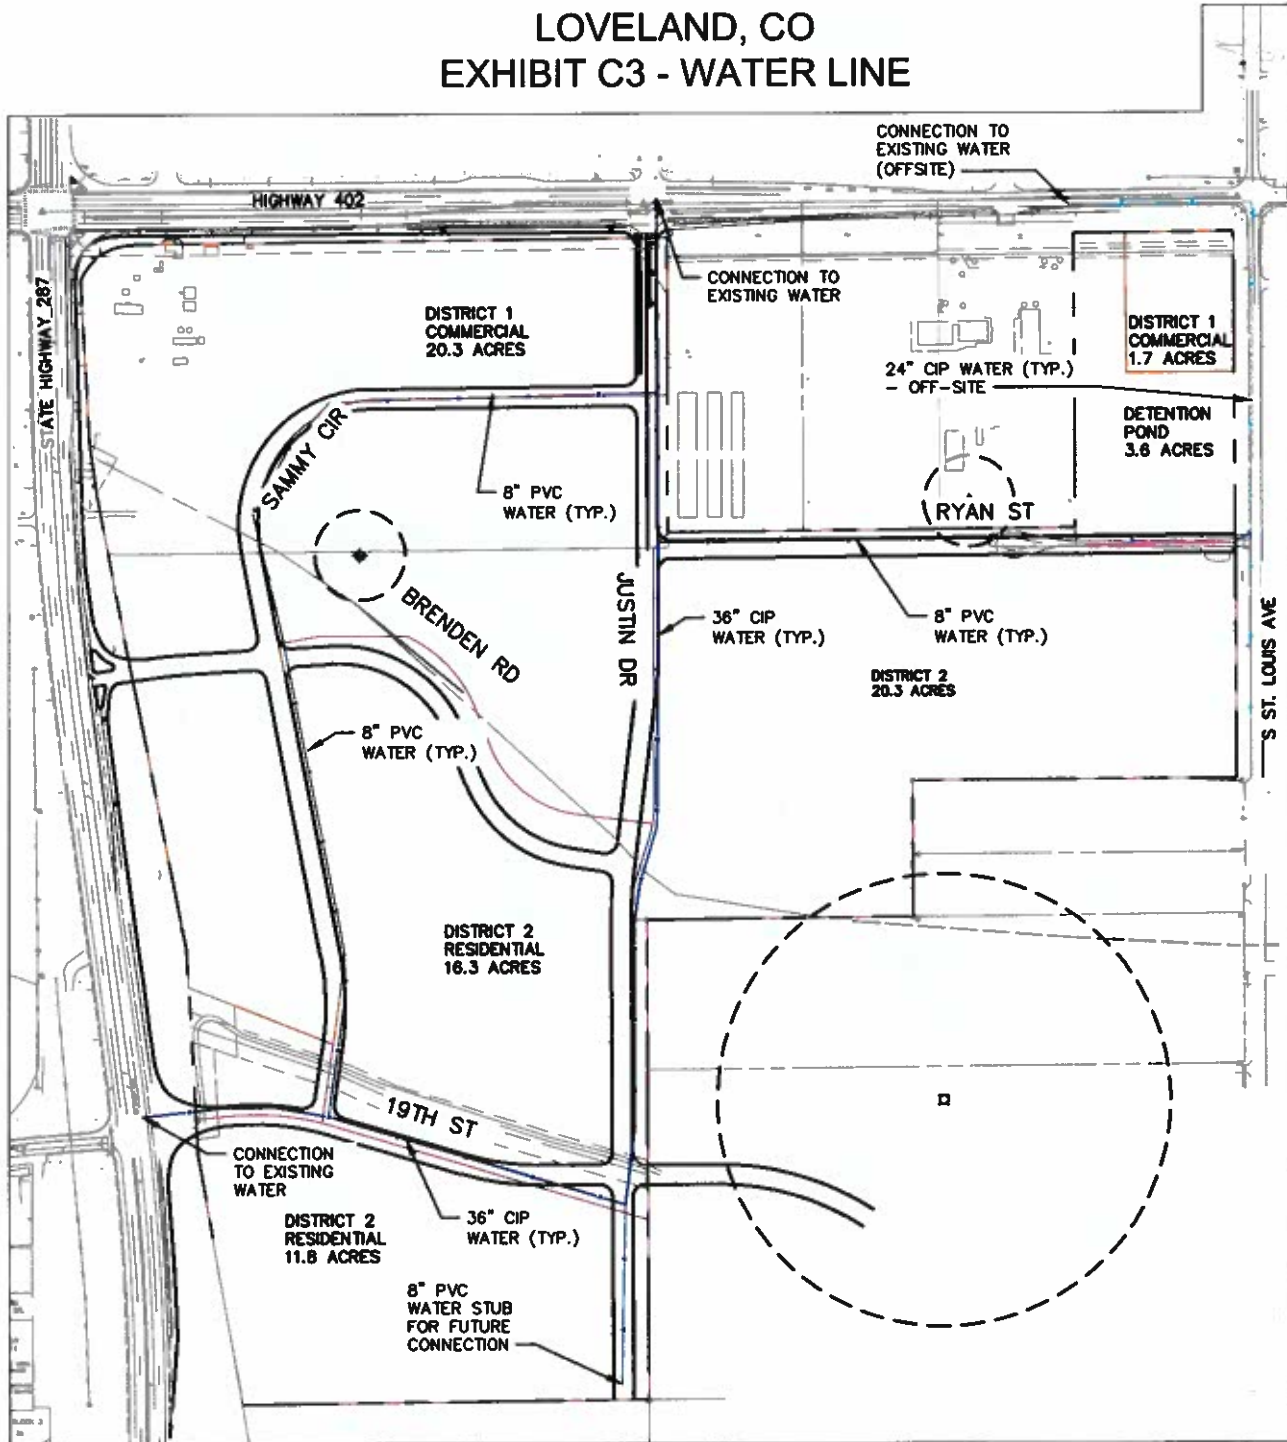 LOVELAND, CO
EXHIBIT C3 - WATER LINE
CONNECTION TO
EXISTING WATER
(OFFSITE)
HIGHWAY 402
CONNECTION TO
EXISTING WATER
STATE HIGHWAY 287
DISTRICT 1
COMMERCIAL
20.3 ACRES
DISTRICT 1
COMMERCIAL
1.7 ACRES
24" CIP WATER (TYP.)
- OFF-SITE
DETENTION
POND
3.6 ACRES
SAMMY CIR
8" PVC
WATER (TYP.)
RYAN ST
BRENDEN RD
JUSTIN DR
36" CIP
WATER (TYP.)
8" PVC
WATER (TYP.)
S ST. LOUIS AVE
DISTRICT 2
20.3 ACRES
8" PVC
WATER (TYP.)
DISTRICT 2
RESIDENTIAL
16.3 ACRES
19TH ST
CONNECTION
TO EXISTING
WATER
36" CIP
WATER (TYP.)
DISTRICT 2
RESIDENTIAL
11.8 ACRES
8" PVC
WATER STUB
FOR FUTURE
CONNECTION